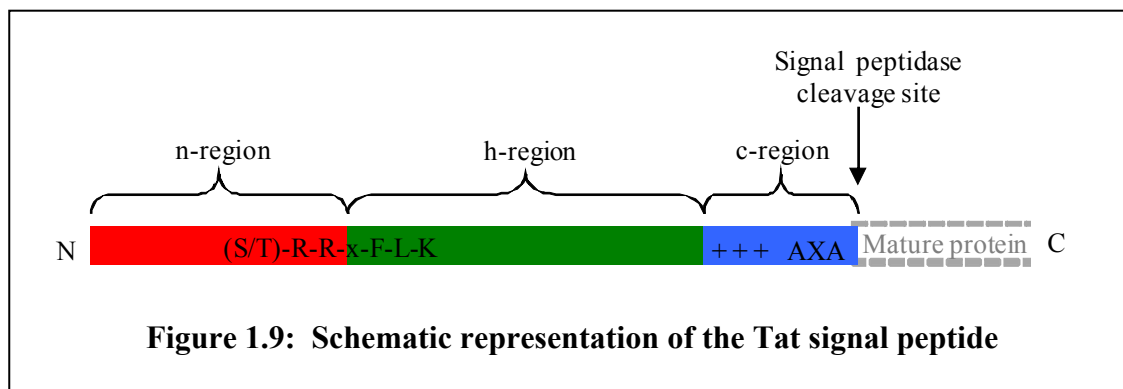 Signal peptidase
cleavage site
n-region
h-region
c-region
N
(S/T)-R-R-x-F-L-K
+++ AXA
Mature protein
C
Figure 1.9: Schematic representation of the Tat signal peptide